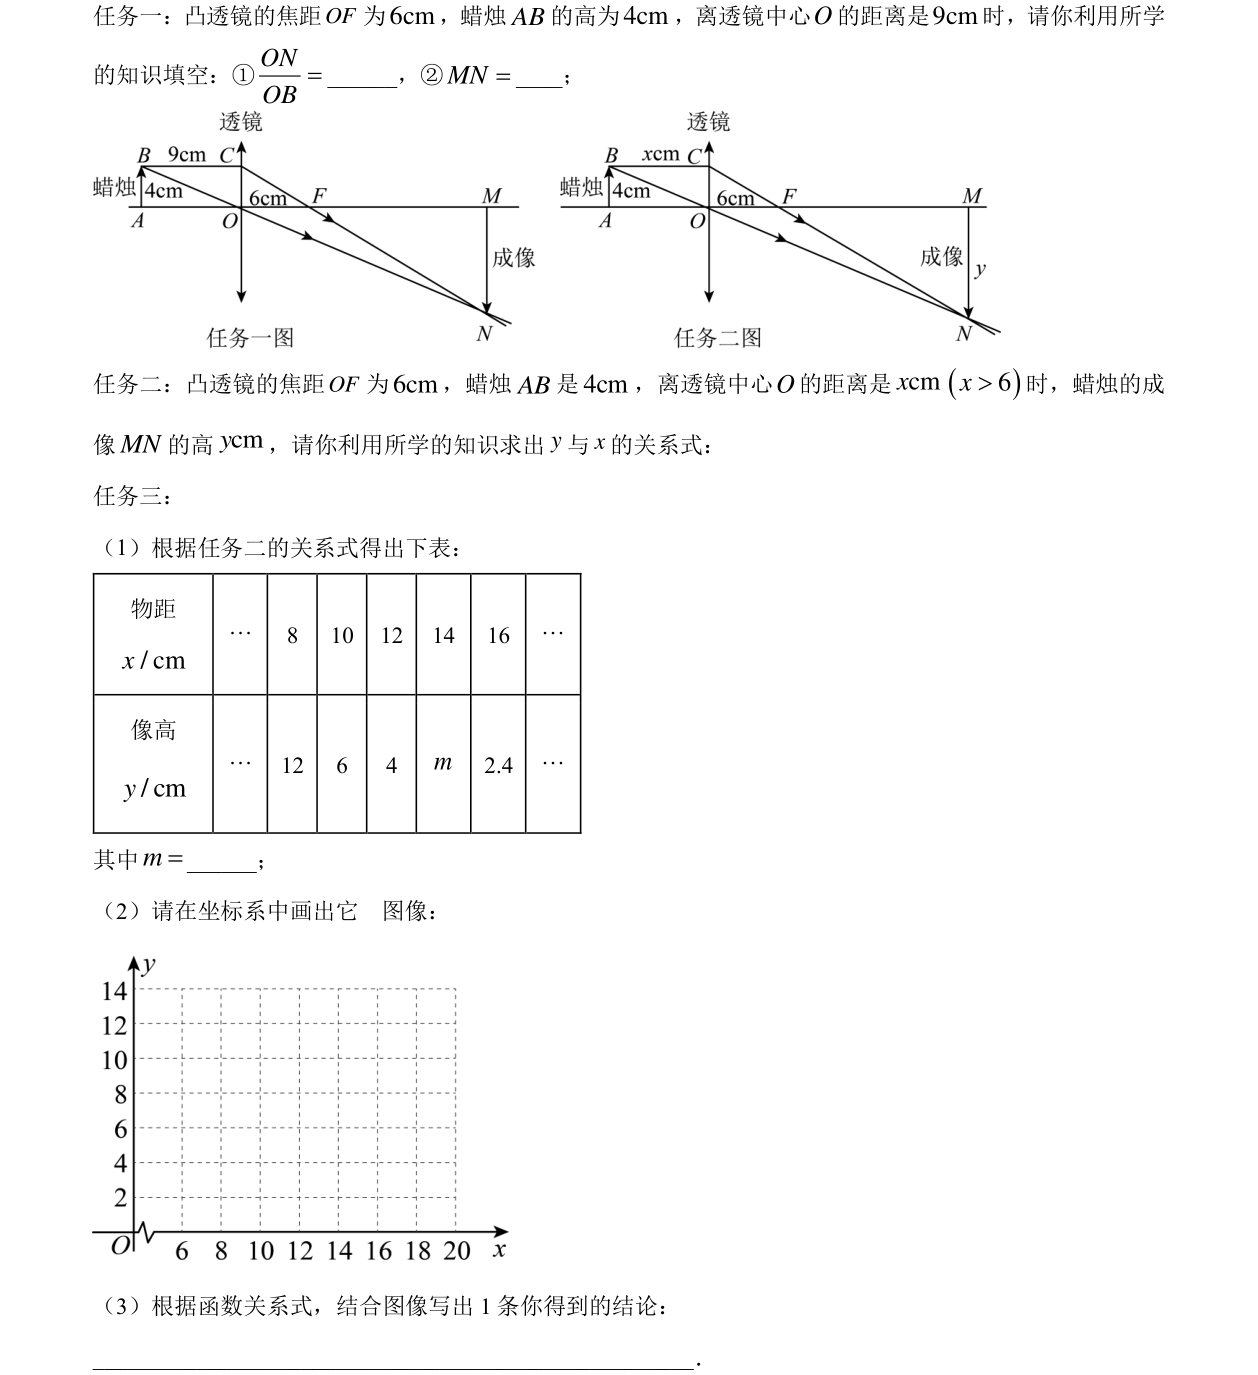 任务一：凸透镜的焦距OF为6cm，蜡烛AB的高为4cm，离透镜中心O的距离是9cm时，请你利用所学
的知识填空：①ON/OB=______，②MN=____；
透镜 透镜
B 9cm C B xcm C
蜡烛 4cm 6cm F M 蜡烛 4cm 6cm F M
A O A O
成像 成像 y
N N
任务一图 任务二图
任务二：凸透镜的焦距OF为6cm，蜡烛AB是4cm，离透镜中心O的距离是xcm(x>6)时，蜡烛的成
像MN的高ycm，请你利用所学的知识求出y与x的关系式：
任务三：
（1）根据任务二的关系式得出下表：
物距 x/cm … 8 10 12 14 16 …
像高 y/cm … 12 6 4 m 2.4 …
其中m=______；
（2）请在坐标系中画出它 图像：
y
14
12
10
8
6
4
2
O 6 8 10 12 14 16 18 20 x
（3）根据函数关系式，结合图像写出1条你得到的结论：
____________________________________________________．